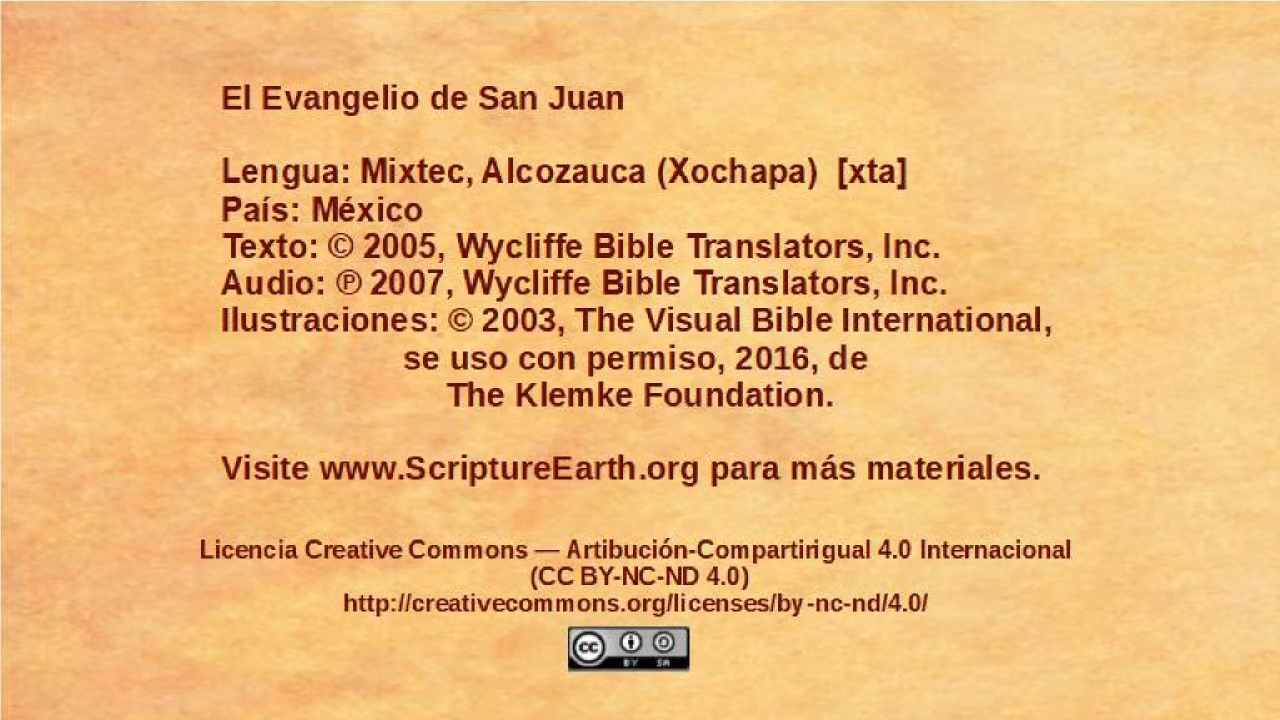 El Evangelio de San Juan
Lengua: Mixtec, Alcozauca (Xochapa) [xta]
País: México
Texto: © 2005, Wycliffe Bible Translators, Inc.
Audio: ℗ 2007, Wycliffe Bible Translators, Inc.
Ilustraciones: © 2003, The Visual Bible International,
se uso con permiso, 2016, de
The Klemke Foundation.
Visite www.ScriptureEarth.org para más materiales.
Licencia Creative Commons — Artibución-Compartirigual 4.0 Internacional
(CC BY-NC-ND 4.0)
http://creativecommons.org/licenses/by-nc-nd/4.0/
cc BY SA